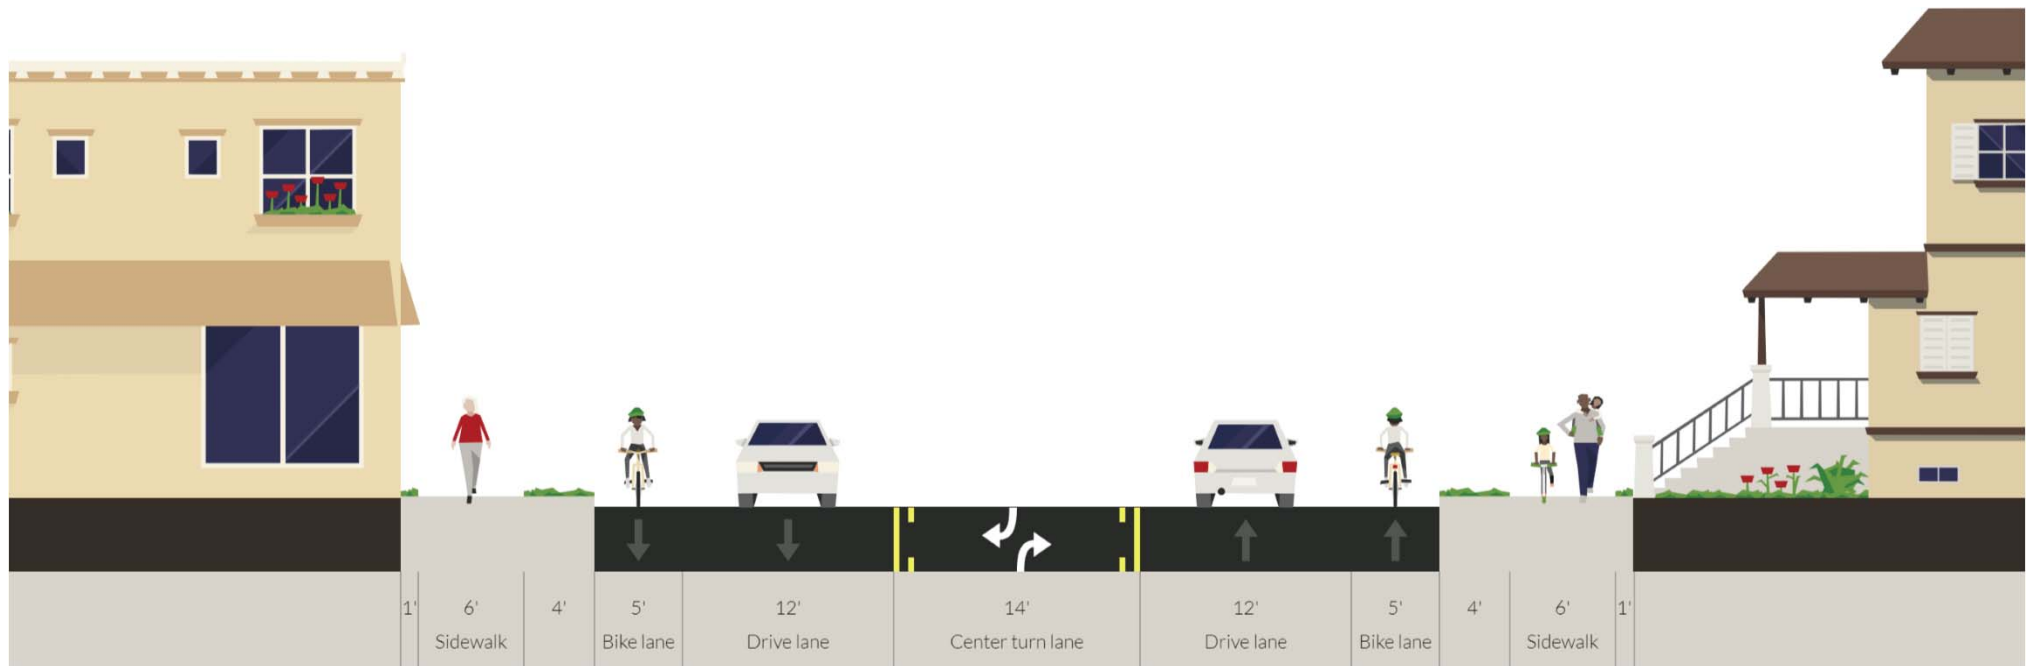 1' 6' 4' 5' 12' 14' 12' 5' 4' 6' 1'
Sidewalk Bike lane Drive lane Center turn lane Drive lane Bike lane Sidewalk